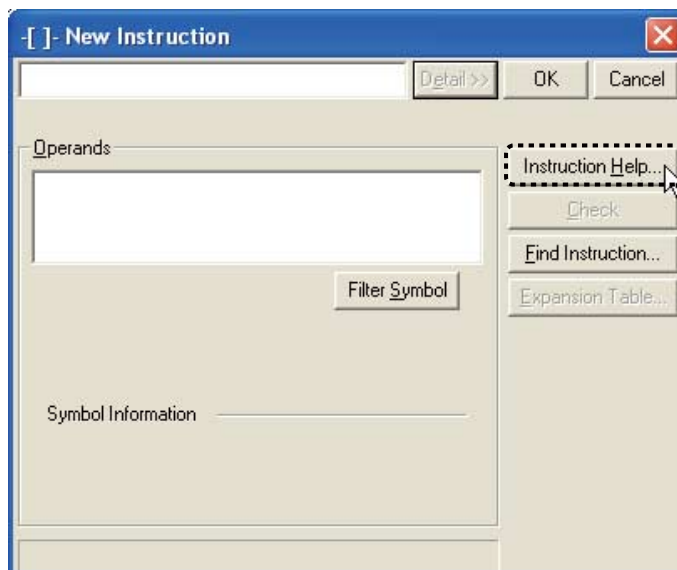 -[ ]- New Instruction
Detail >> OK Cancel
Operands
Instruction Help...
Check
Find Instruction...
Filter Symbol
Expansion Table...
Symbol Information